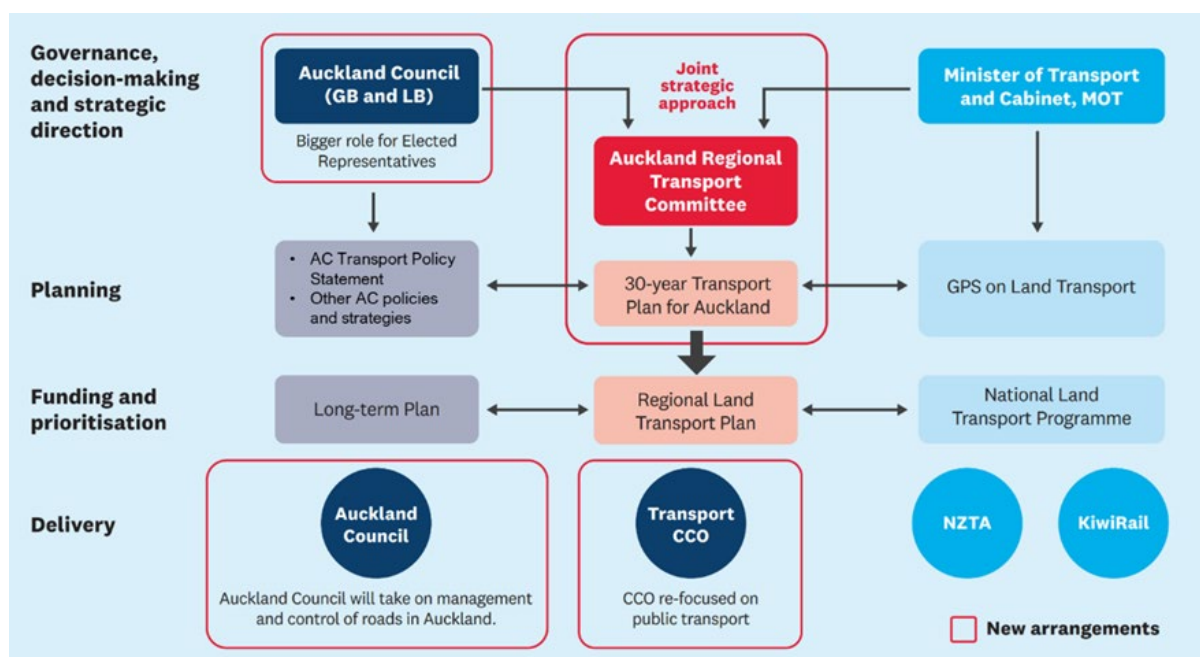 Governance,
decision-making
and strategic
direction
Auckland Council
(GB and LB)
Bigger role for Elected
Representatives
Joint
strategic
approach
Auckland Regional
Transport
Committee
Minister of Transport
and Cabinet, MOT
Planning
• AC Transport Policy
Statement
• Other AC policies
and strategies
30-year Transport
Plan for Auckland
GPS on Land Transport
Funding and
prioritisation
Long-term Plan
Regional Land
Transport Plan
National Land
Transport Programme
Delivery
Auckland
Council
Auckland Council will take on management
and control of roads in Auckland.
Transport
CCO
CCO re-focused on
public transport
NZTA
KiwiRail
New arrangements